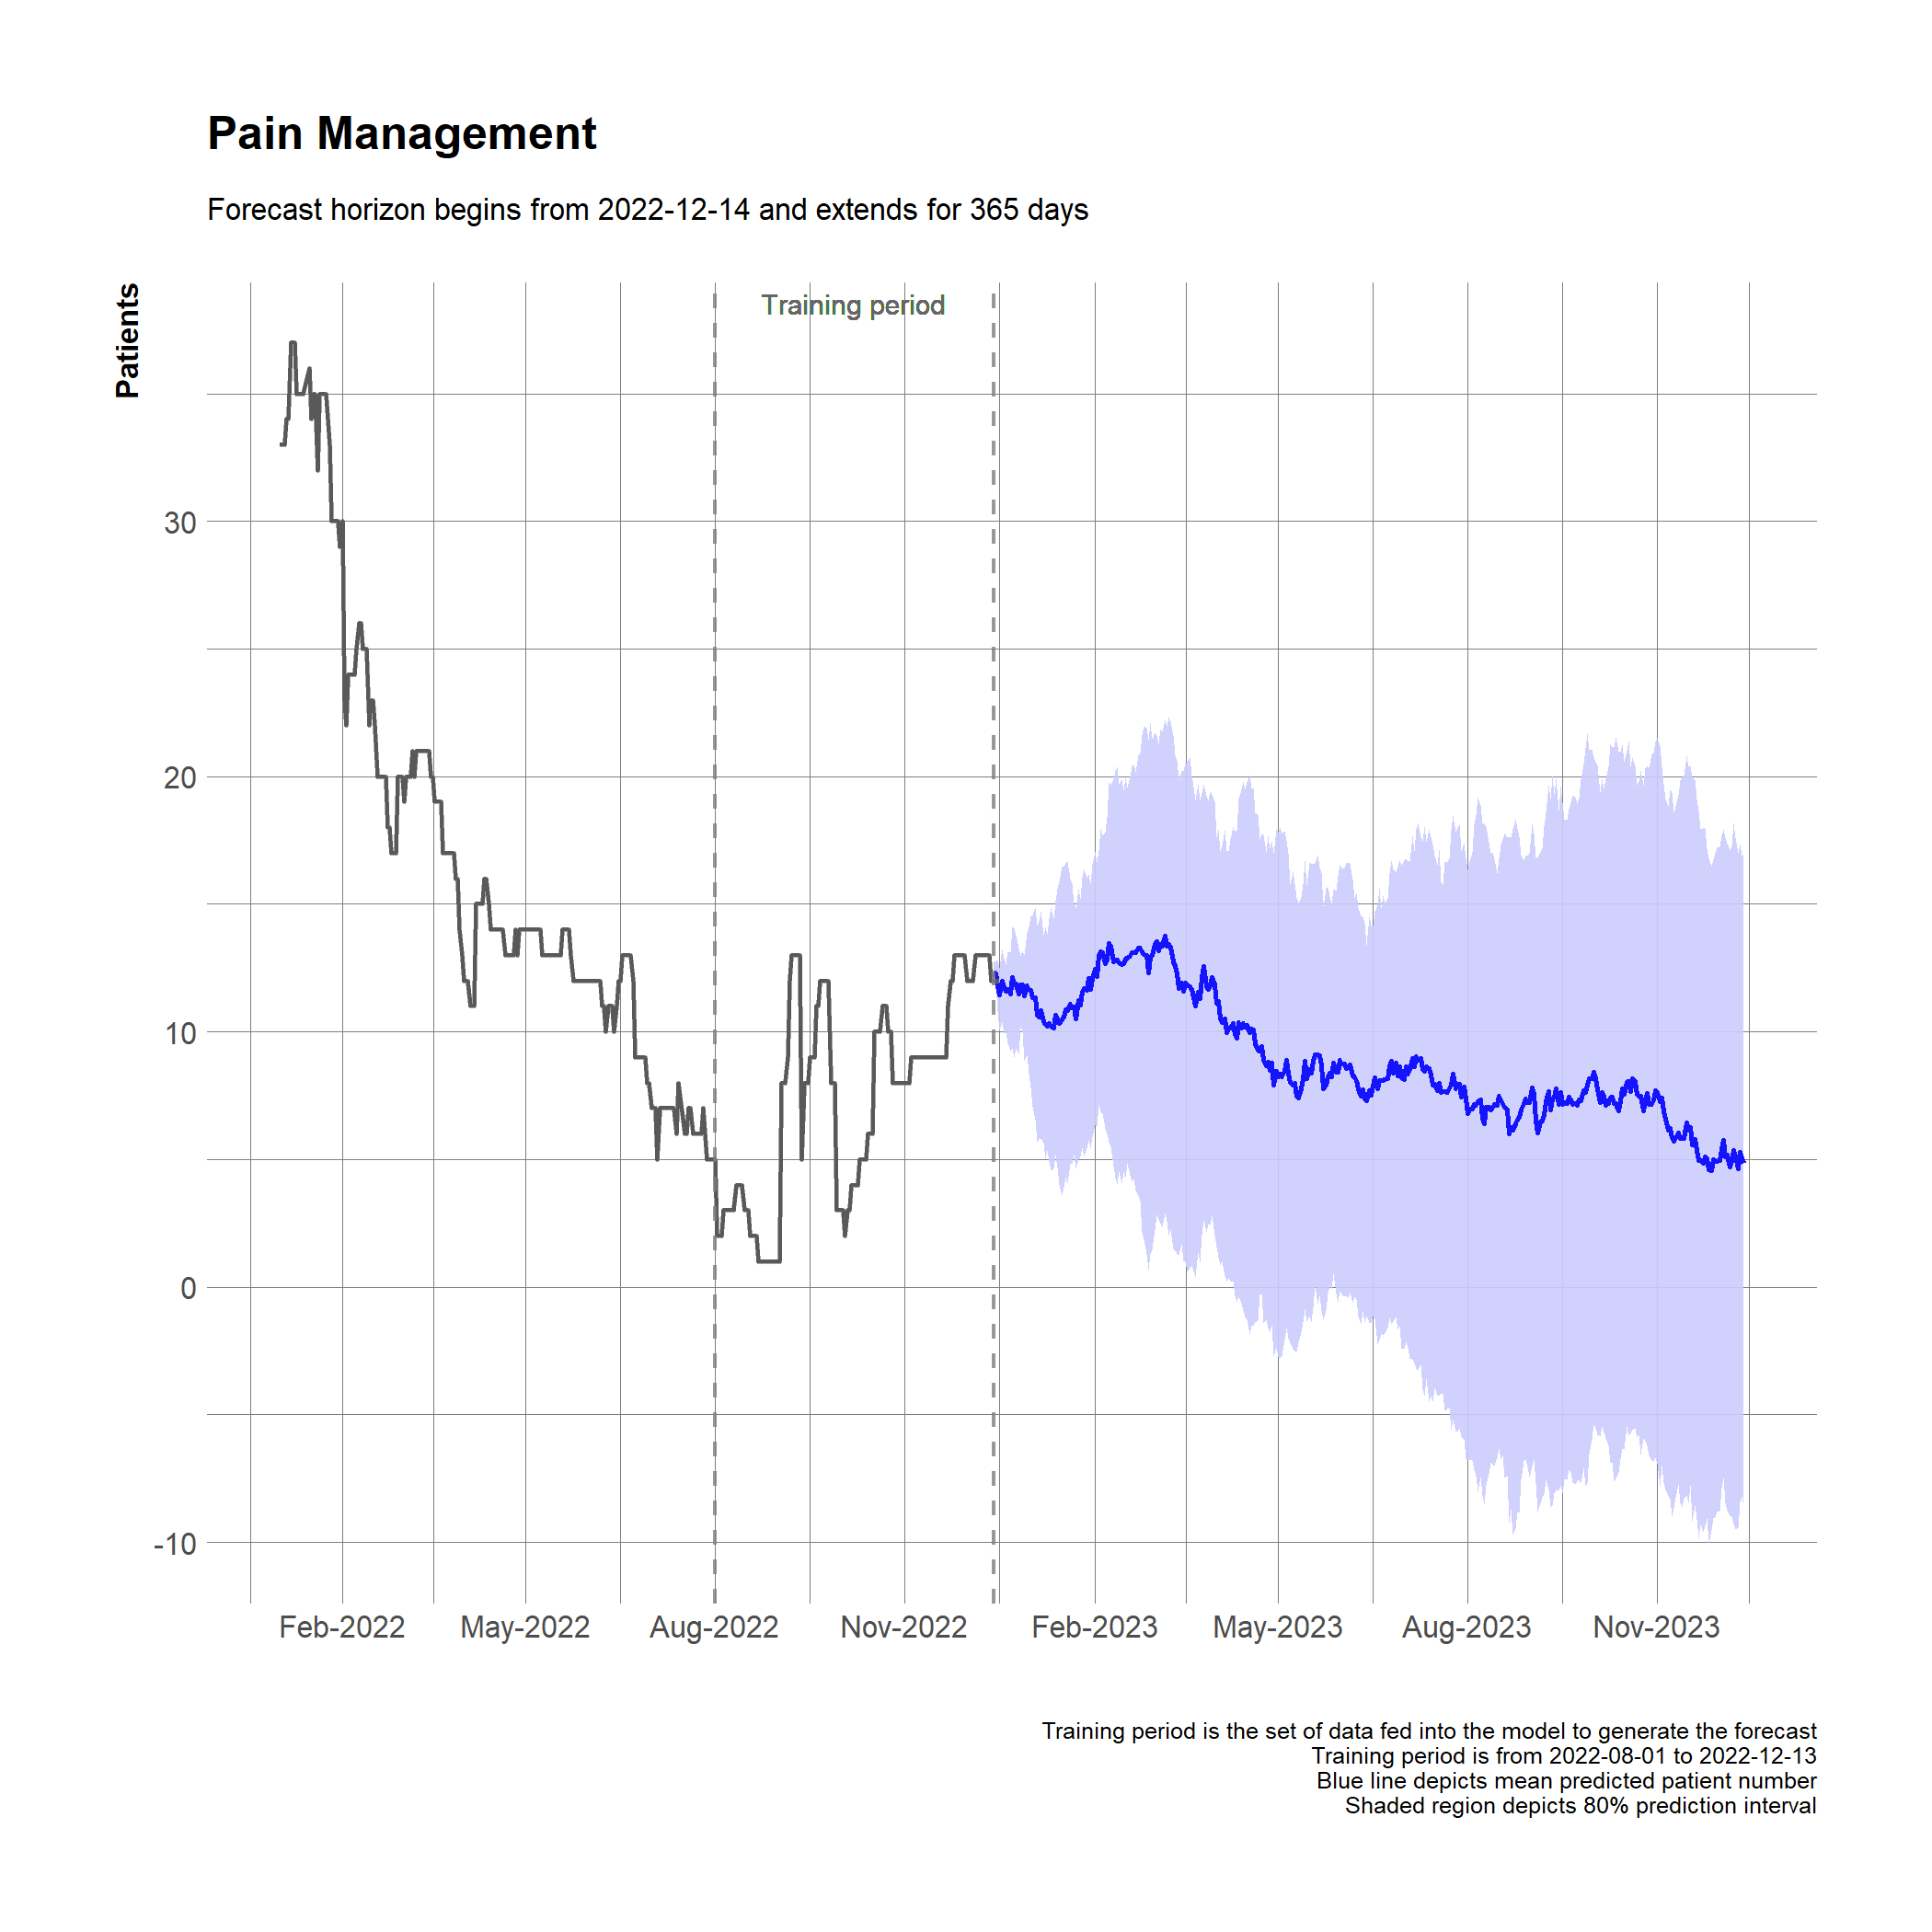 Pain Management
Forecast horizon begins from 2022-12-14 and extends for 365 days
Patients
Training period
30
20
10
0
-10
Feb-2022 May-2022 Aug-2022 Nov-2022 Feb-2023 May-2023 Aug-2023 Nov-2023
Training period is the set of data fed into the model to generate the forecast
Training period is from 2022-08-01 to 2022-12-13
Blue line depicts mean predicted patient number
Shaded region depicts 80% prediction interval